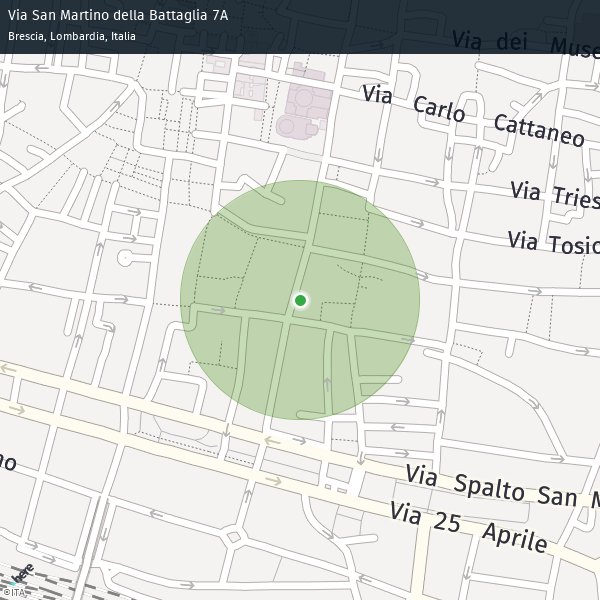 Via San Martino della Battaglia 7A
Brescia, Lombardia, Italia
Via dei Muse
Via Carlo Cattaneo
Via Tries
Via Tosio
no
Via Spalto San M
Via 25 Aprile
here
©ITA